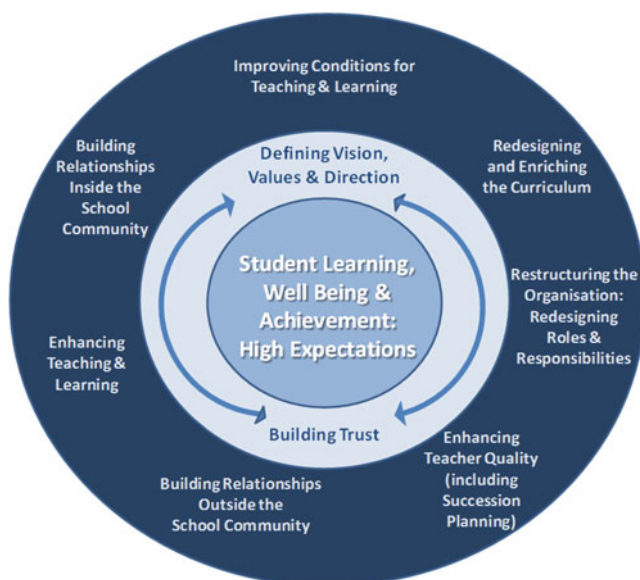 Improving Conditions for
Teaching & Learning
Building
Relationships
Inside the
School
Community
Defining Vision,
Values & Direction
Redesigning
and Enriching
the Curriculum
Student Learning,
Well Being &
Achievement:
High Expectations
Restructuring the
Organisation:
Redesigning
Roles &
Responsibilities
Enhancing
Teaching &
Learning
Building Trust
Enhancing
Teacher Quality
(including
Succession
Planning)
Building Relationships
Outside the
School Community